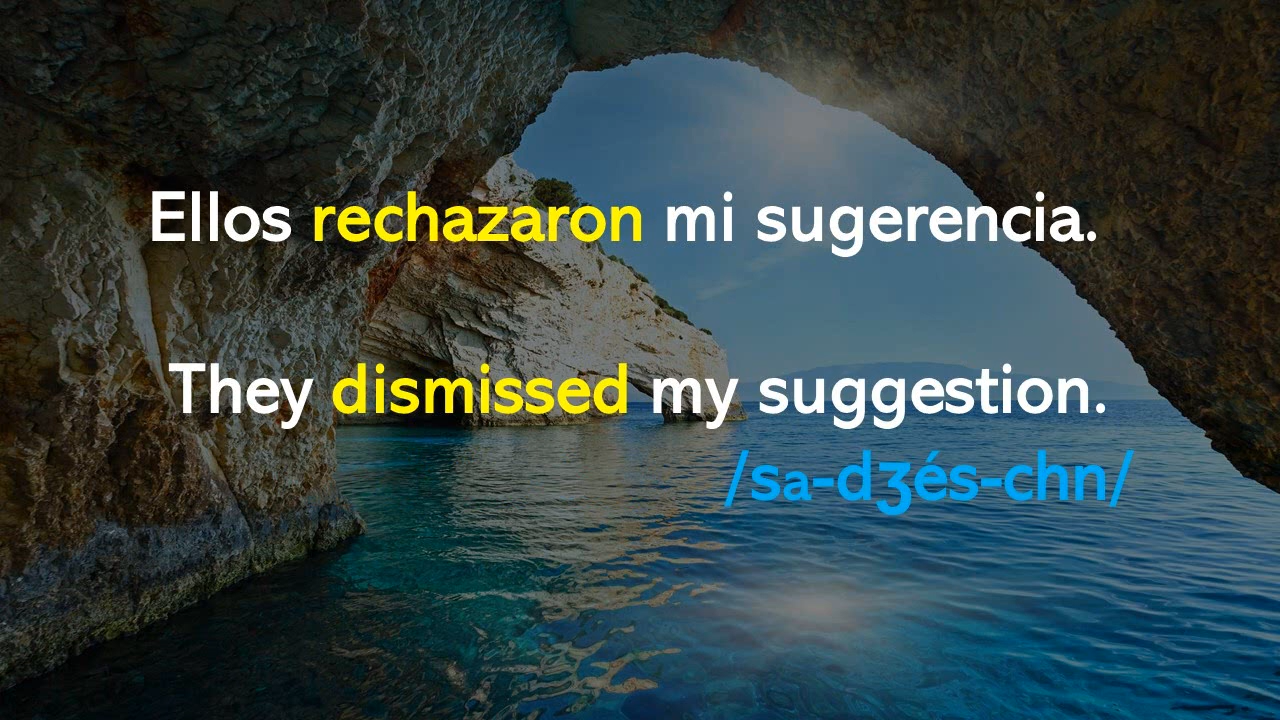 Ellos rechazaron mi sugerencia.
They dismissed my suggestion.
/sa-dʒés-chn/